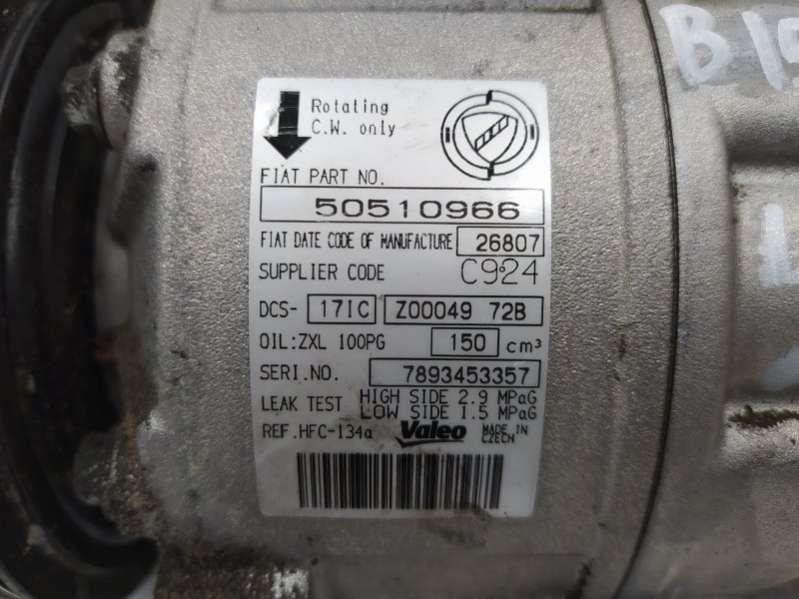 Rotating
C.W. only
FIAT PART NO.
50510966
FIAT DATE CODE OF MANUFACTURE 26807
SUPPLIER CODE C924
DCS- 171C Z00049 72B
OIL:ZXL 100PG 150 cm³
SERI.NO. 7893453357
LEAK TEST HIGH SIDE 2.9 MPaG
LOW SIDE 1.5 MPaG
REF.HFC-134a Valeo MADE IN CZECH